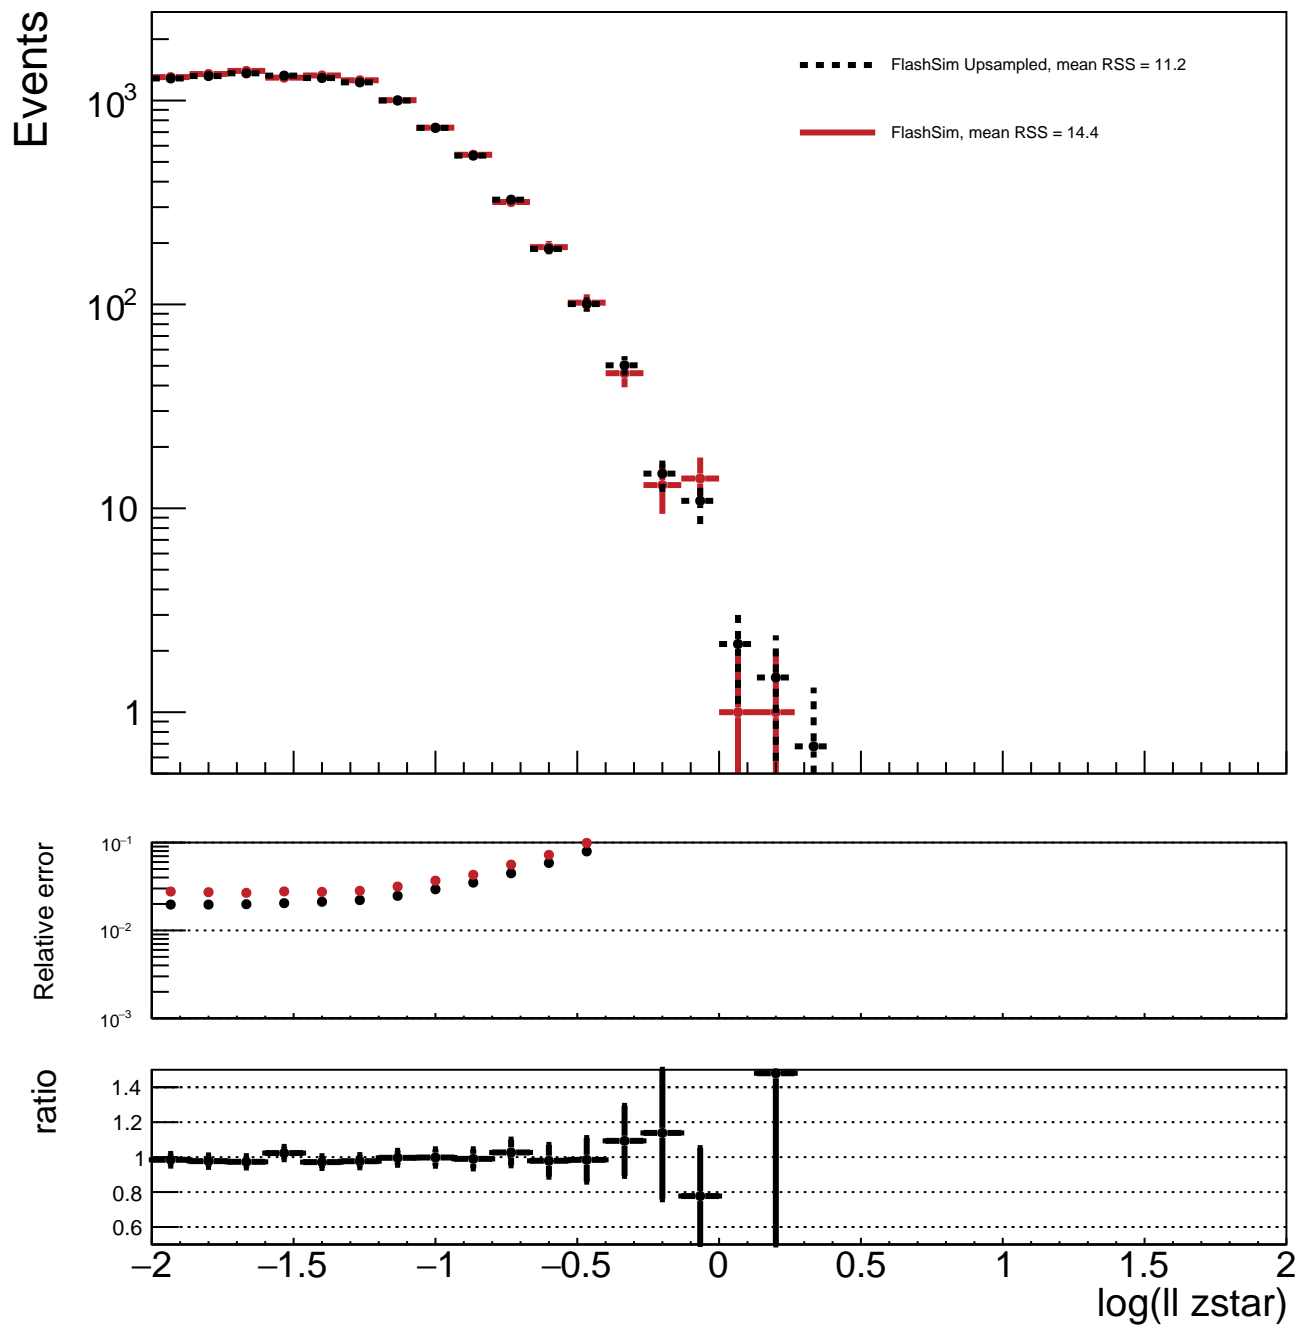 Events
10³
10²
10
1
FlashSim Upsampled, mean RSS = 11.2
FlashSim, mean RSS = 14.4
Relative error
10⁻¹
10⁻²
10⁻³
ratio
1.4
1.2
1
0.8
0.6
−2 −1.5 −1 −0.5 0 0.5 1 1.5 2
log(ll zstar)